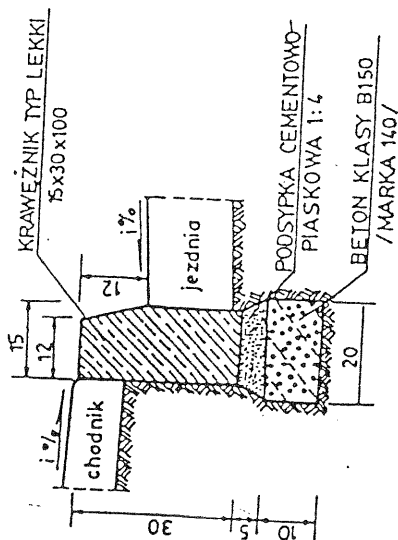 KRAWĘŻNIK TYP LEKKI
15x30x100
15
12
12
i%
i%
chodnik
jezdnia
30
5
10
20
PODSYPKA CEMENTOWO-
PIASKOWA 1:4
BETON KLASY B150
/MARKA 140/